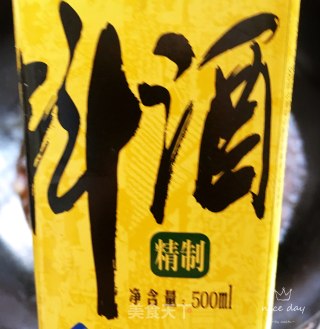 料酒
精制
净含量：500ml
美食天下
nice day